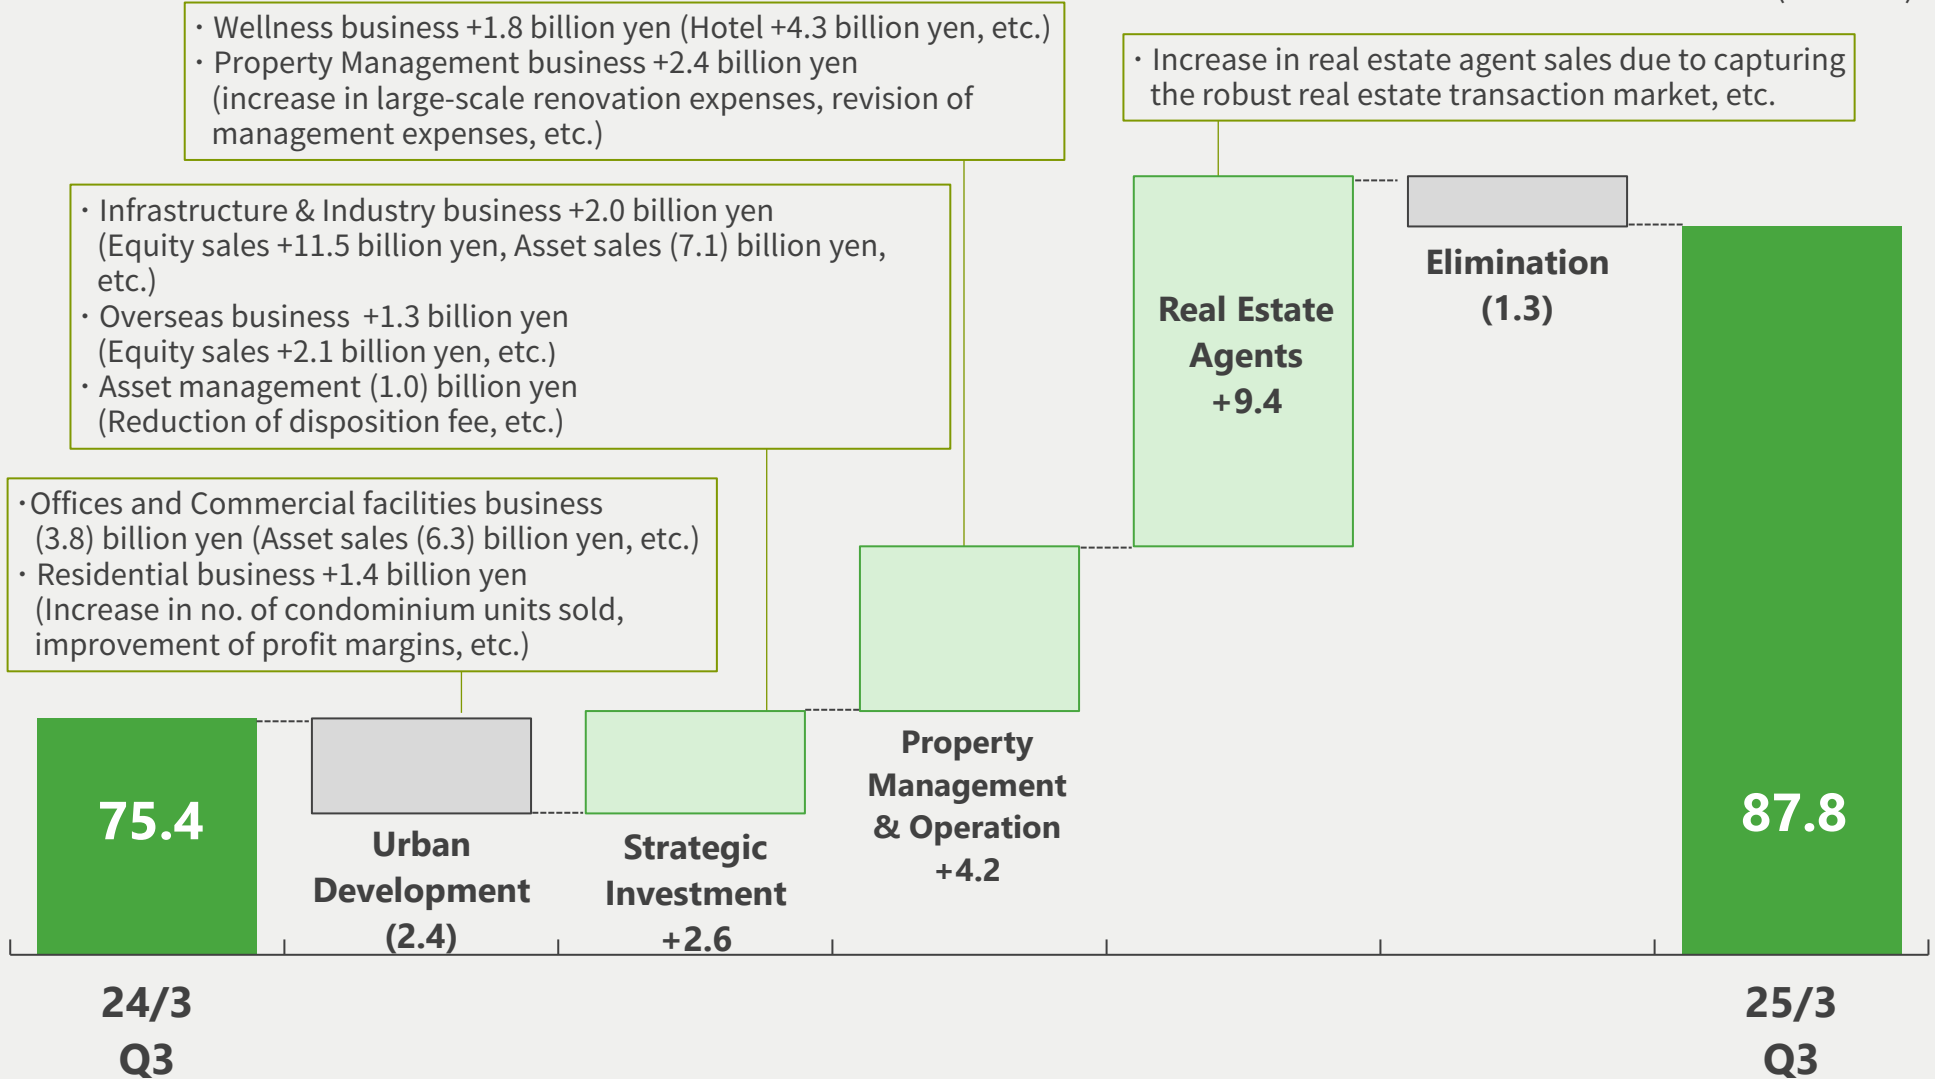 · Wellness business +1.8 billion yen (Hotel +4.3 billion yen, etc.)
· Property Management business +2.4 billion yen
(increase in large-scale renovation expenses, revision of
management expenses, etc.)
· Increase in real estate agent sales due to capturing
the robust real estate transaction market, etc.
· Infrastructure & Industry business +2.0 billion yen
(Equity sales +11.5 billion yen, Asset sales (7.1) billion yen,
etc.)
· Overseas business +1.3 billion yen
(Equity sales +2.1 billion yen, etc.)
· Asset management (1.0) billion yen
(Reduction of disposition fee, etc.)
·Offices and Commercial facilities business
(3.8) billion yen (Asset sales (6.3) billion yen, etc.)
· Residential business +1.4 billion yen
(Increase in no. of condominium units sold,
improvement of profit margins, etc.)
75.4
Urban
Development
(2.4)
Strategic
Investment
+2.6
Property
Management
& Operation
+4.2
Real Estate
Agents
+9.4
Elimination
(1.3)
87.8
24/3
Q3
25/3
Q3